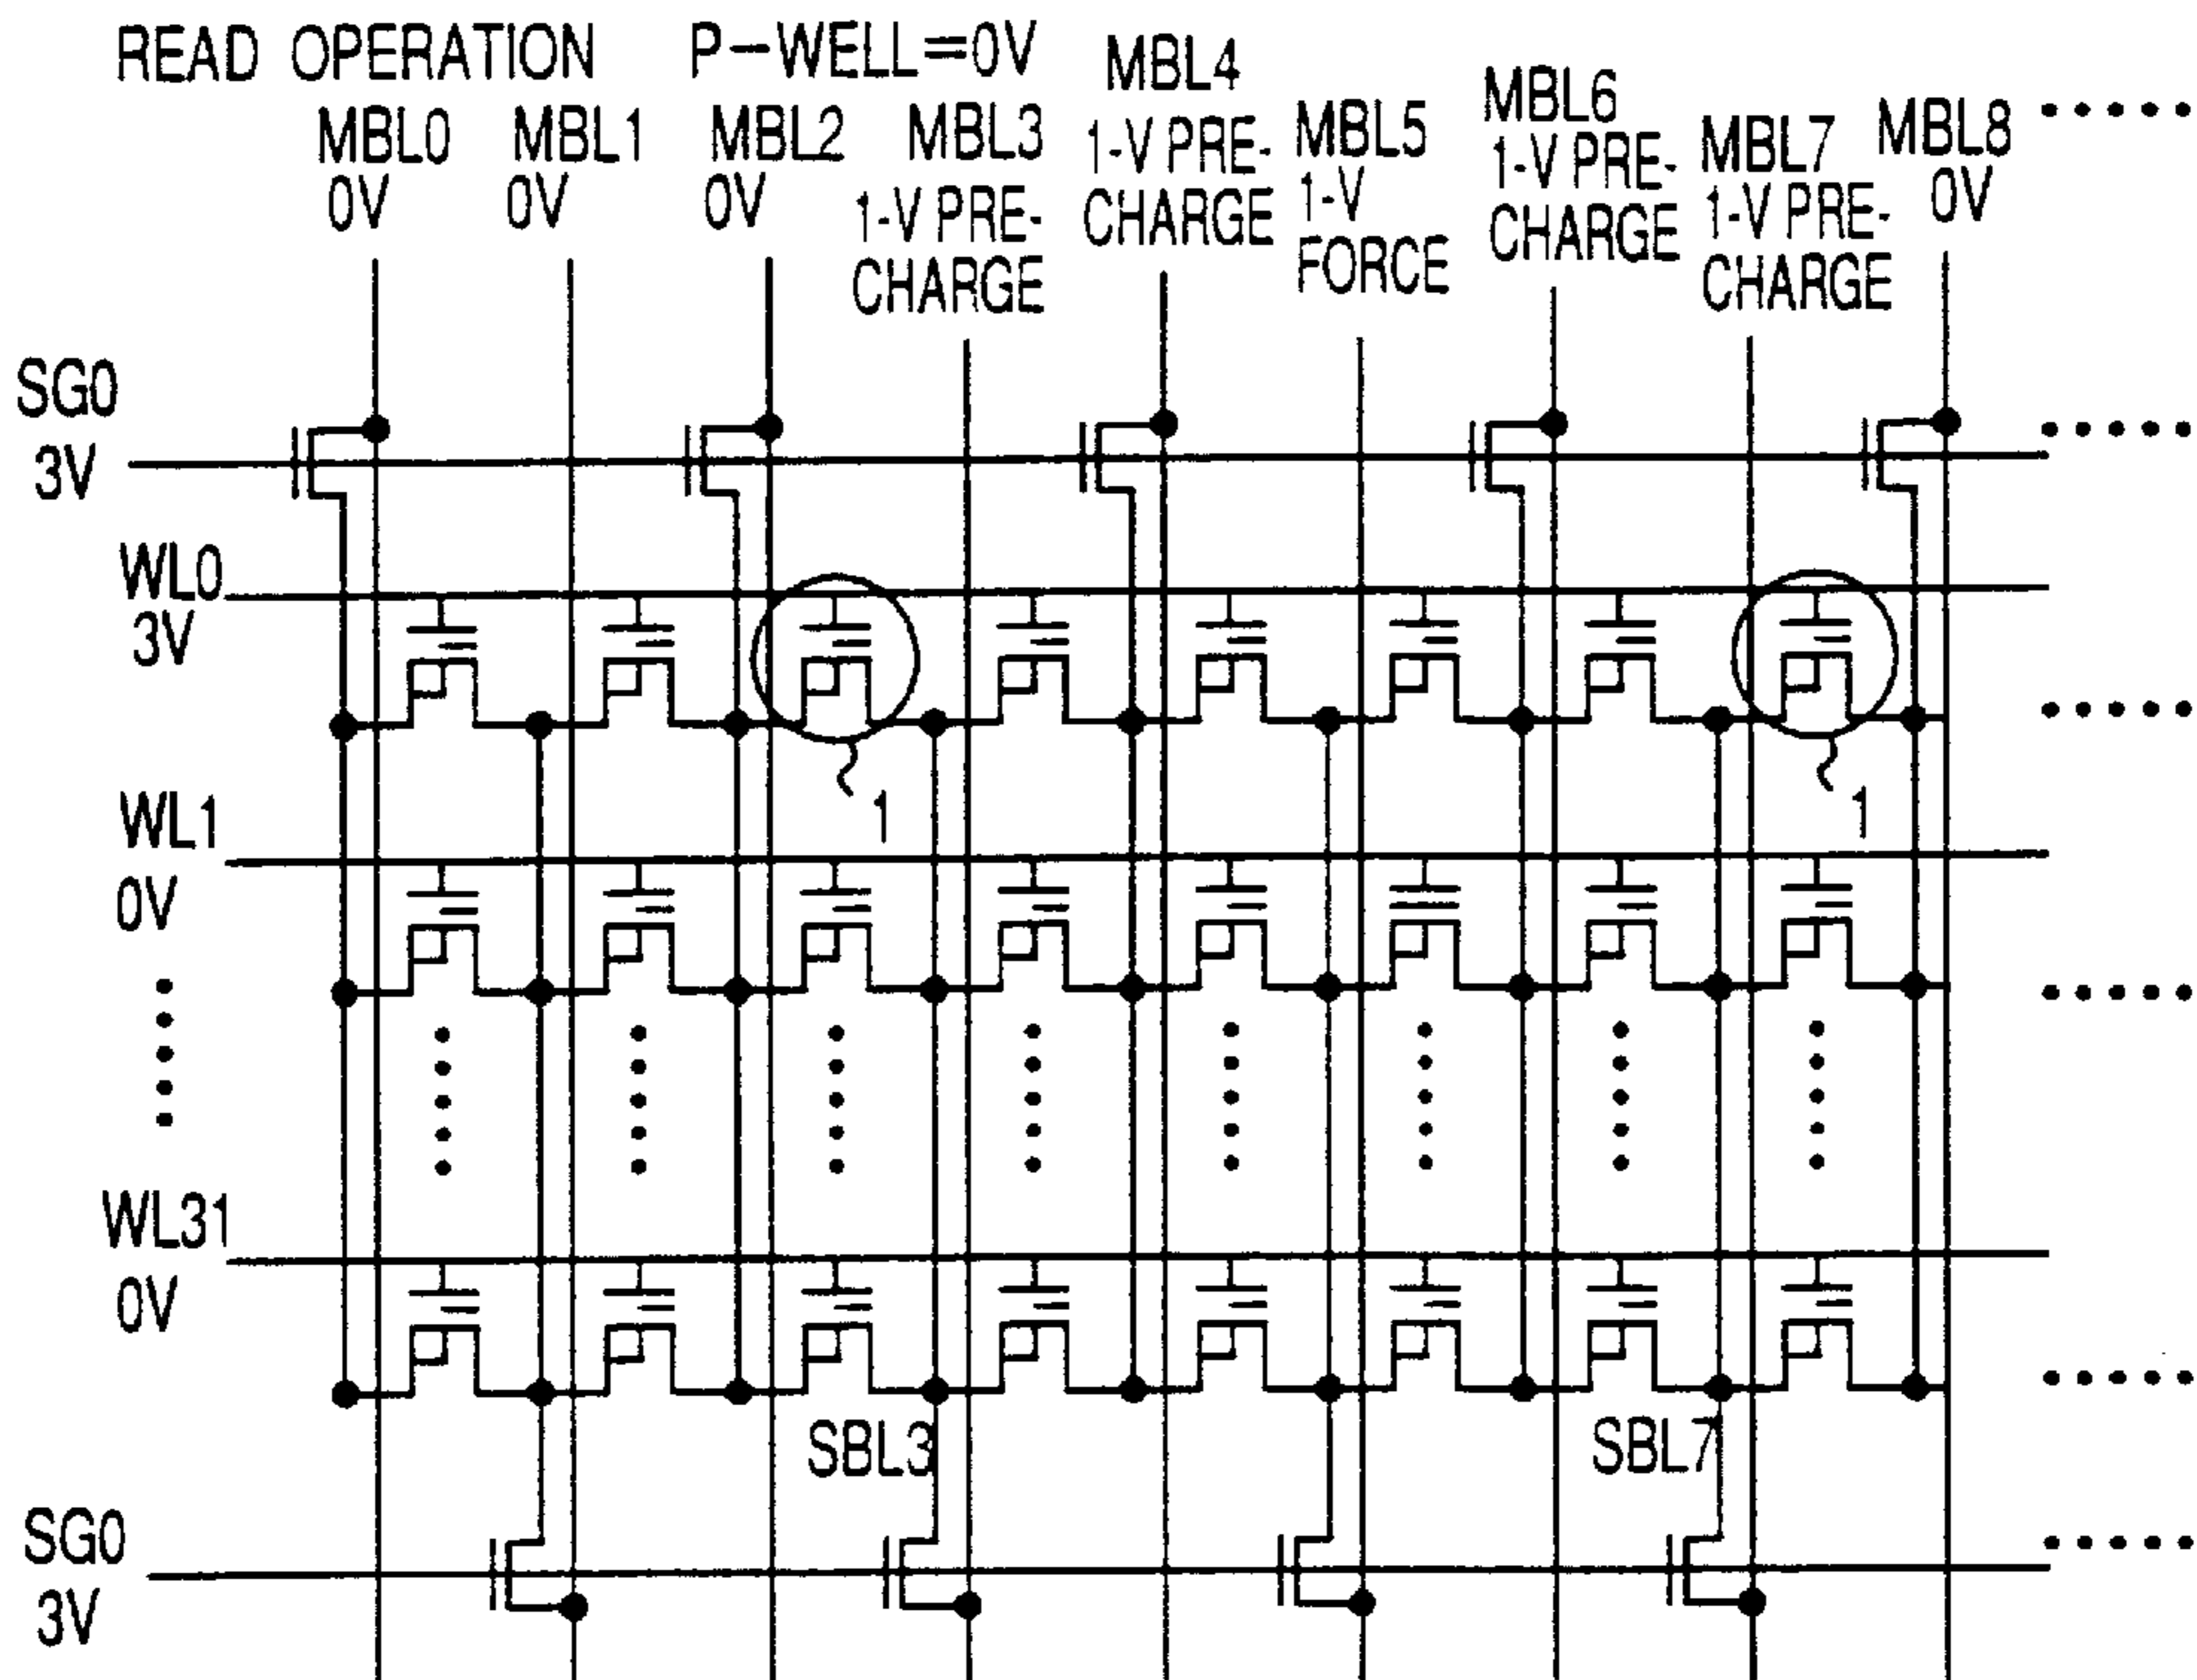 READ OPERATION P-WELL=0V
MBL0
0V
MBL1
0V
MBL2
0V
MBL3
1-V PRE-
CHARGE
MBL4
1-V PRE-
CHARGE
MBL5
1-V
FORCE
MBL6
1-V PRE-
CHARGE
MBL7
1-V PRE-
CHARGE
MBL8
0V
SG0
3V
WL0
3V
1
1
WL1
0V
WL31
0V
SBL3
SBL7
SG0
3V